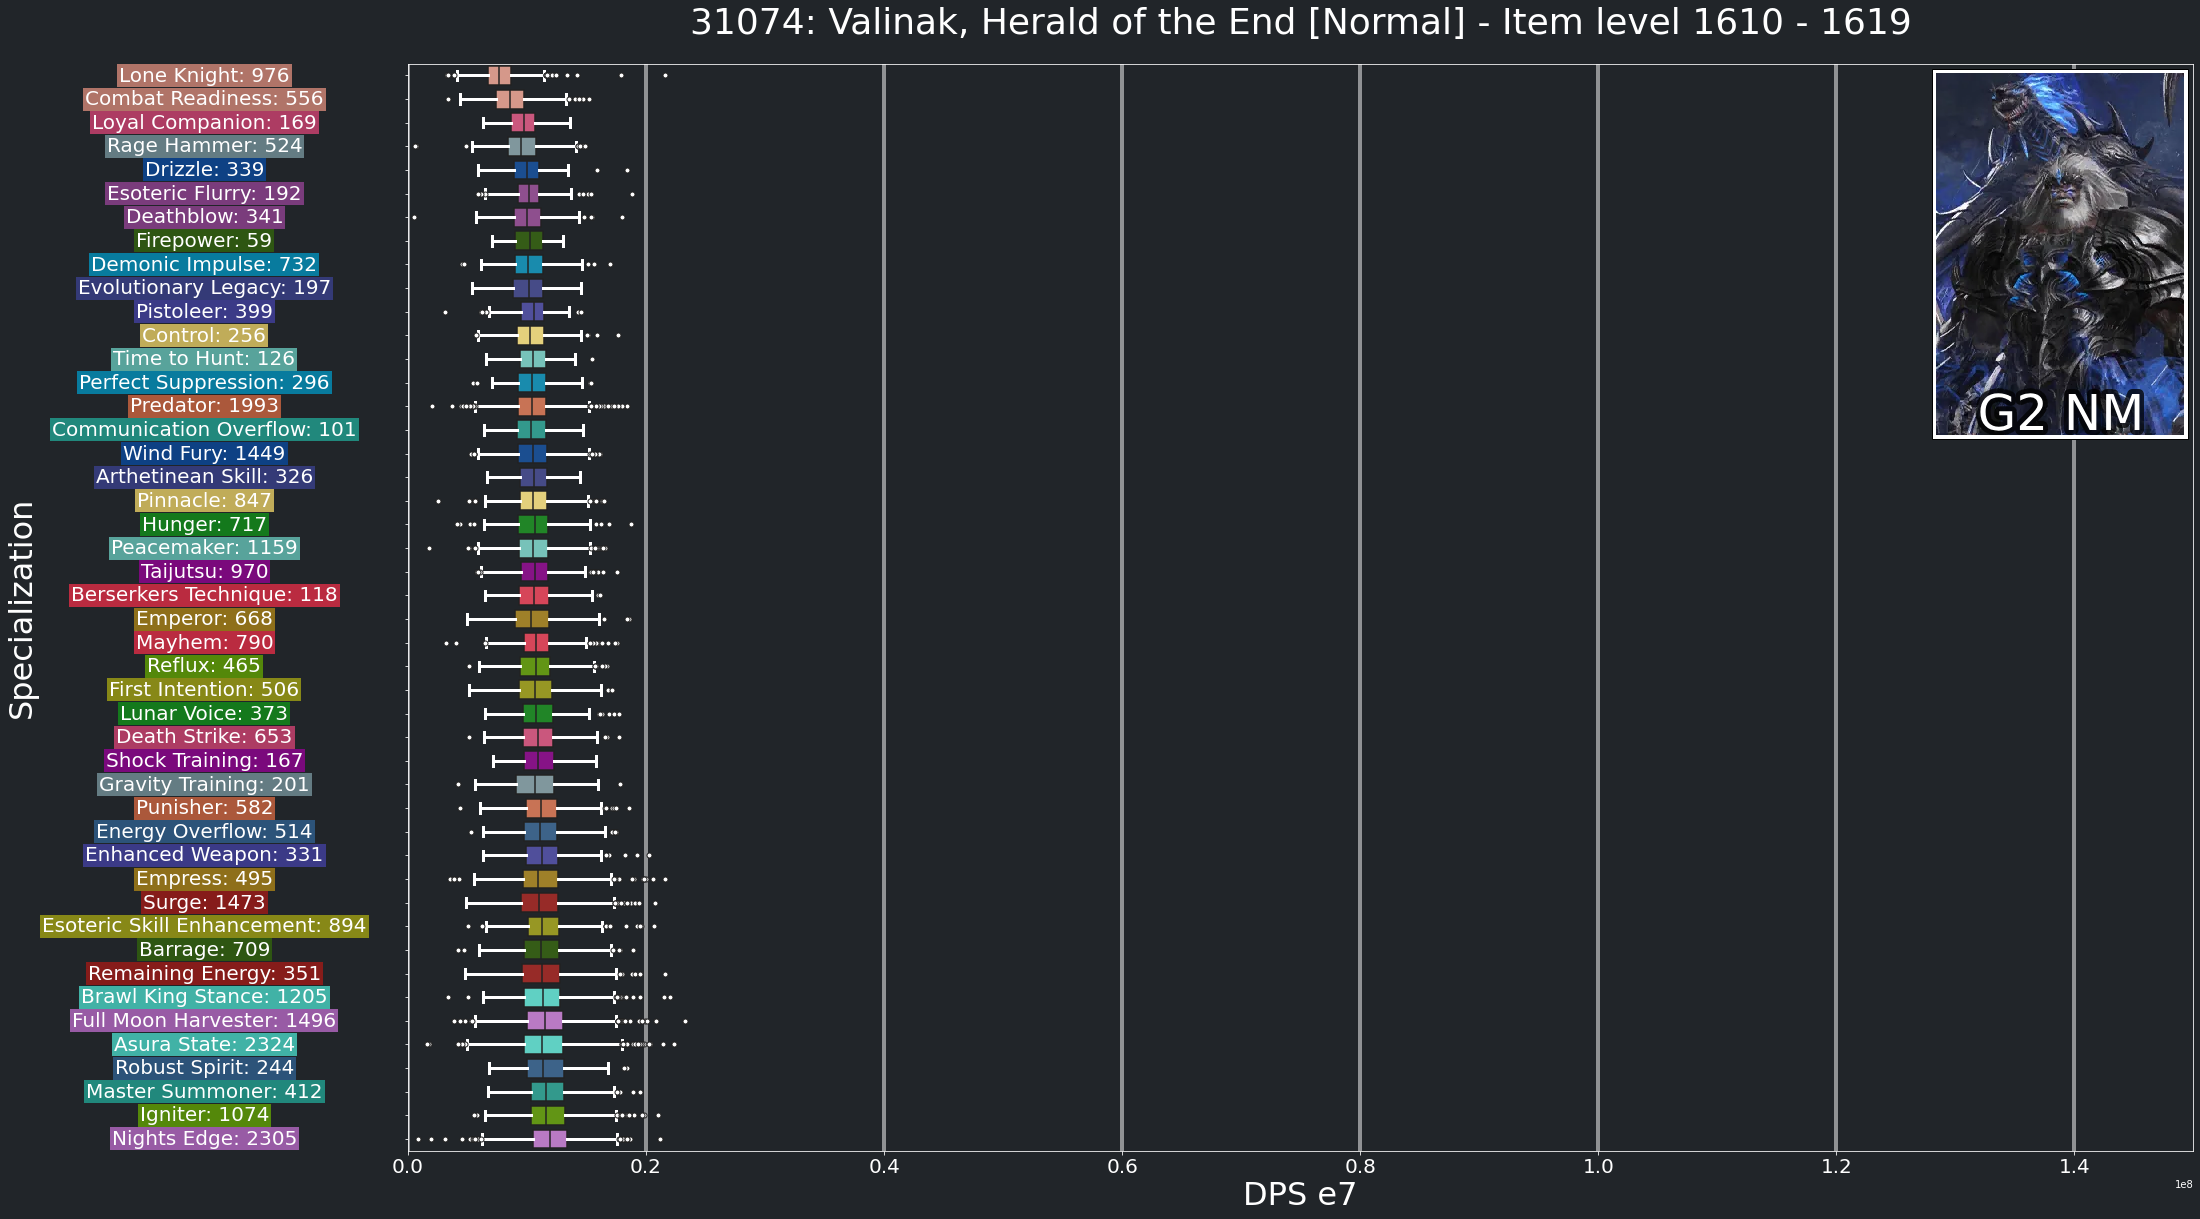 31074: Valinak, Herald of the End [Normal] - Item level 1610 - 1619
Specialization
Lone Knight: 976
Combat Readiness: 556
Loyal Companion: 169
Rage Hammer: 524
Drizzle: 339
Esoteric Flurry: 192
Deathblow: 341
Firepower: 59
Demonic Impulse: 732
Evolutionary Legacy: 197
Pistoleer: 399
Control: 256
Time to Hunt: 126
Perfect Suppression: 296
Predator: 1993
Communication Overflow: 101
Wind Fury: 1449
Arthetinean Skill: 326
Pinnacle: 847
Hunger: 717
Peacemaker: 1159
Taijutsu: 970
Berserkers Technique: 118
Emperor: 668
Mayhem: 790
Reflux: 465
First Intention: 506
Lunar Voice: 373
Death Strike: 653
Shock Training: 167
Gravity Training: 201
Punisher: 582
Energy Overflow: 514
Enhanced Weapon: 331
Empress: 495
Surge: 1473
Esoteric Skill Enhancement: 894
Barrage: 709
Remaining Energy: 351
Brawl King Stance: 1205
Full Moon Harvester: 1496
Asura State: 2324
Robust Spirit: 244
Master Summoner: 412
Igniter: 1074
Nights Edge: 2305
G2 NM
0.0 0.2 0.4 0.6 0.8 1.0 1.2 1.4
1e8
DPS e7